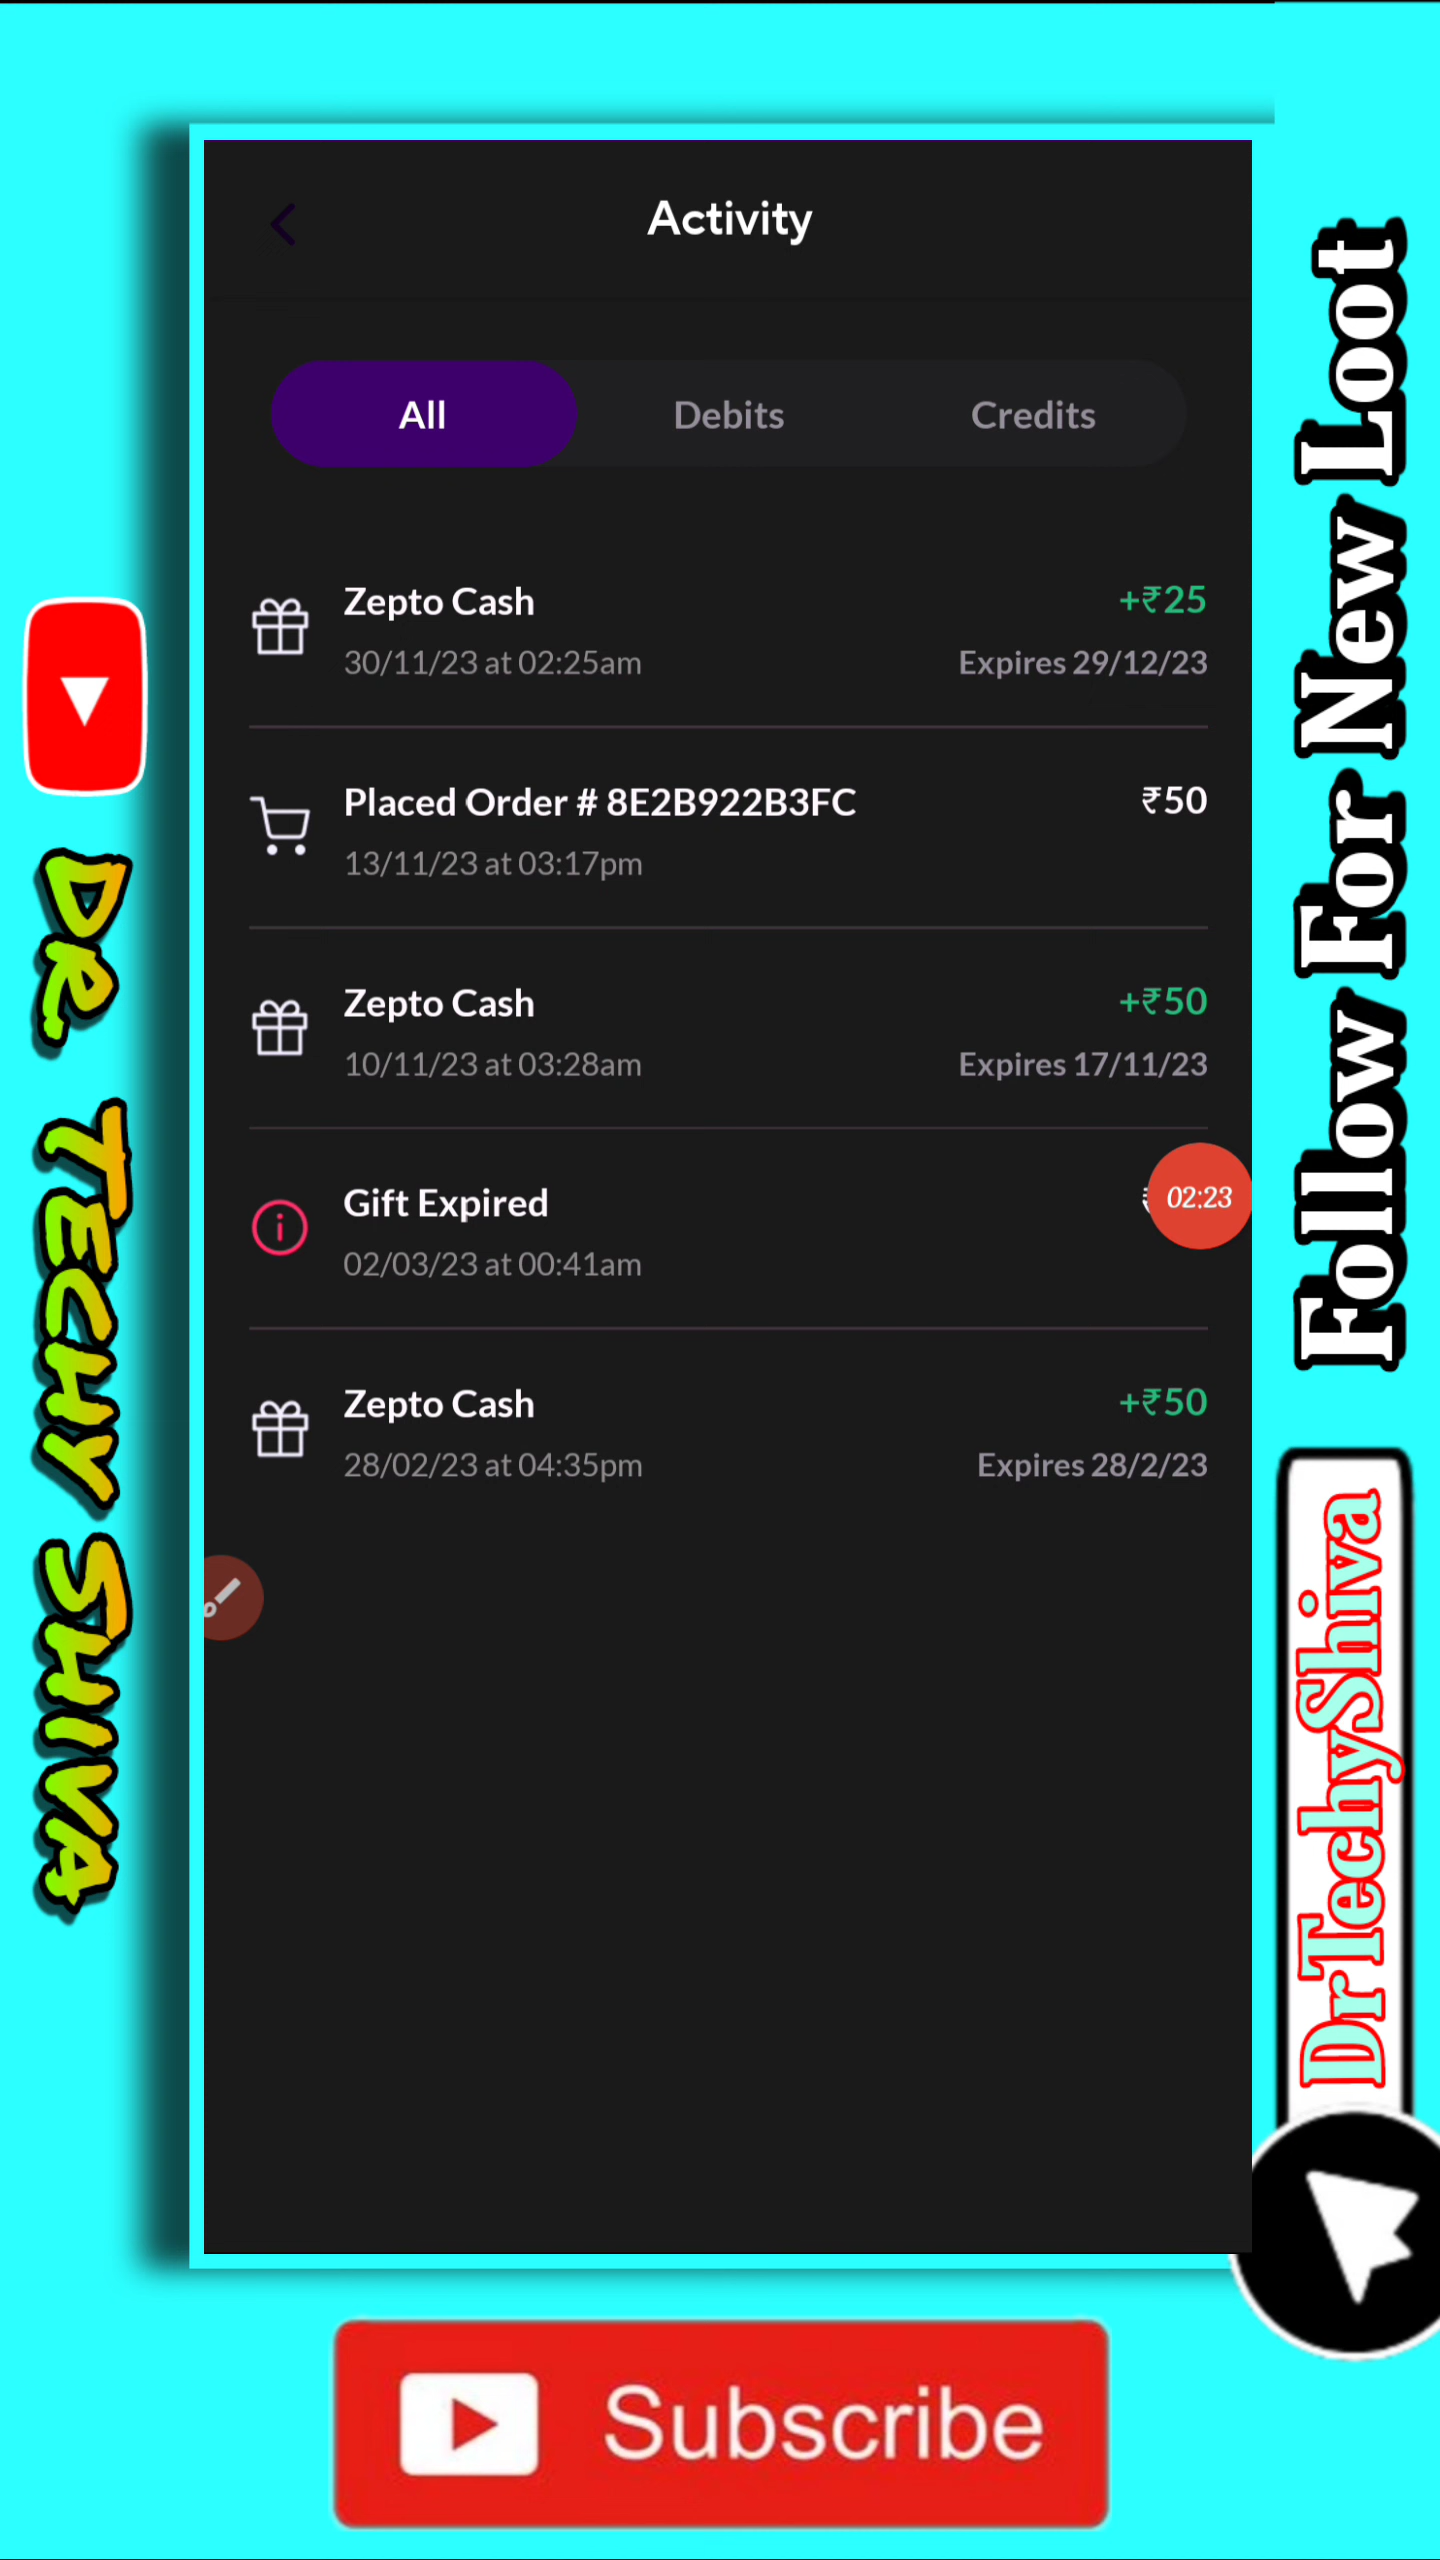 Activity
All
Debits
Credits
Zepto Cash
+₹25
30/11/23 at 02:25am
Expires 29/12/23
Placed Order # 8E2B922B3FC
₹50
13/11/23 at 03:17pm
Zepto Cash
+₹50
10/11/23 at 03:28am
Expires 17/11/23
Gift Expired
02:23
02/03/23 at 00:41am
Zepto Cash
+₹50
28/02/23 at 04:35pm
Expires 28/2/23
DR. TECHY SHIVA
Follow For New Loot
DrTechyShiva
Subscribe